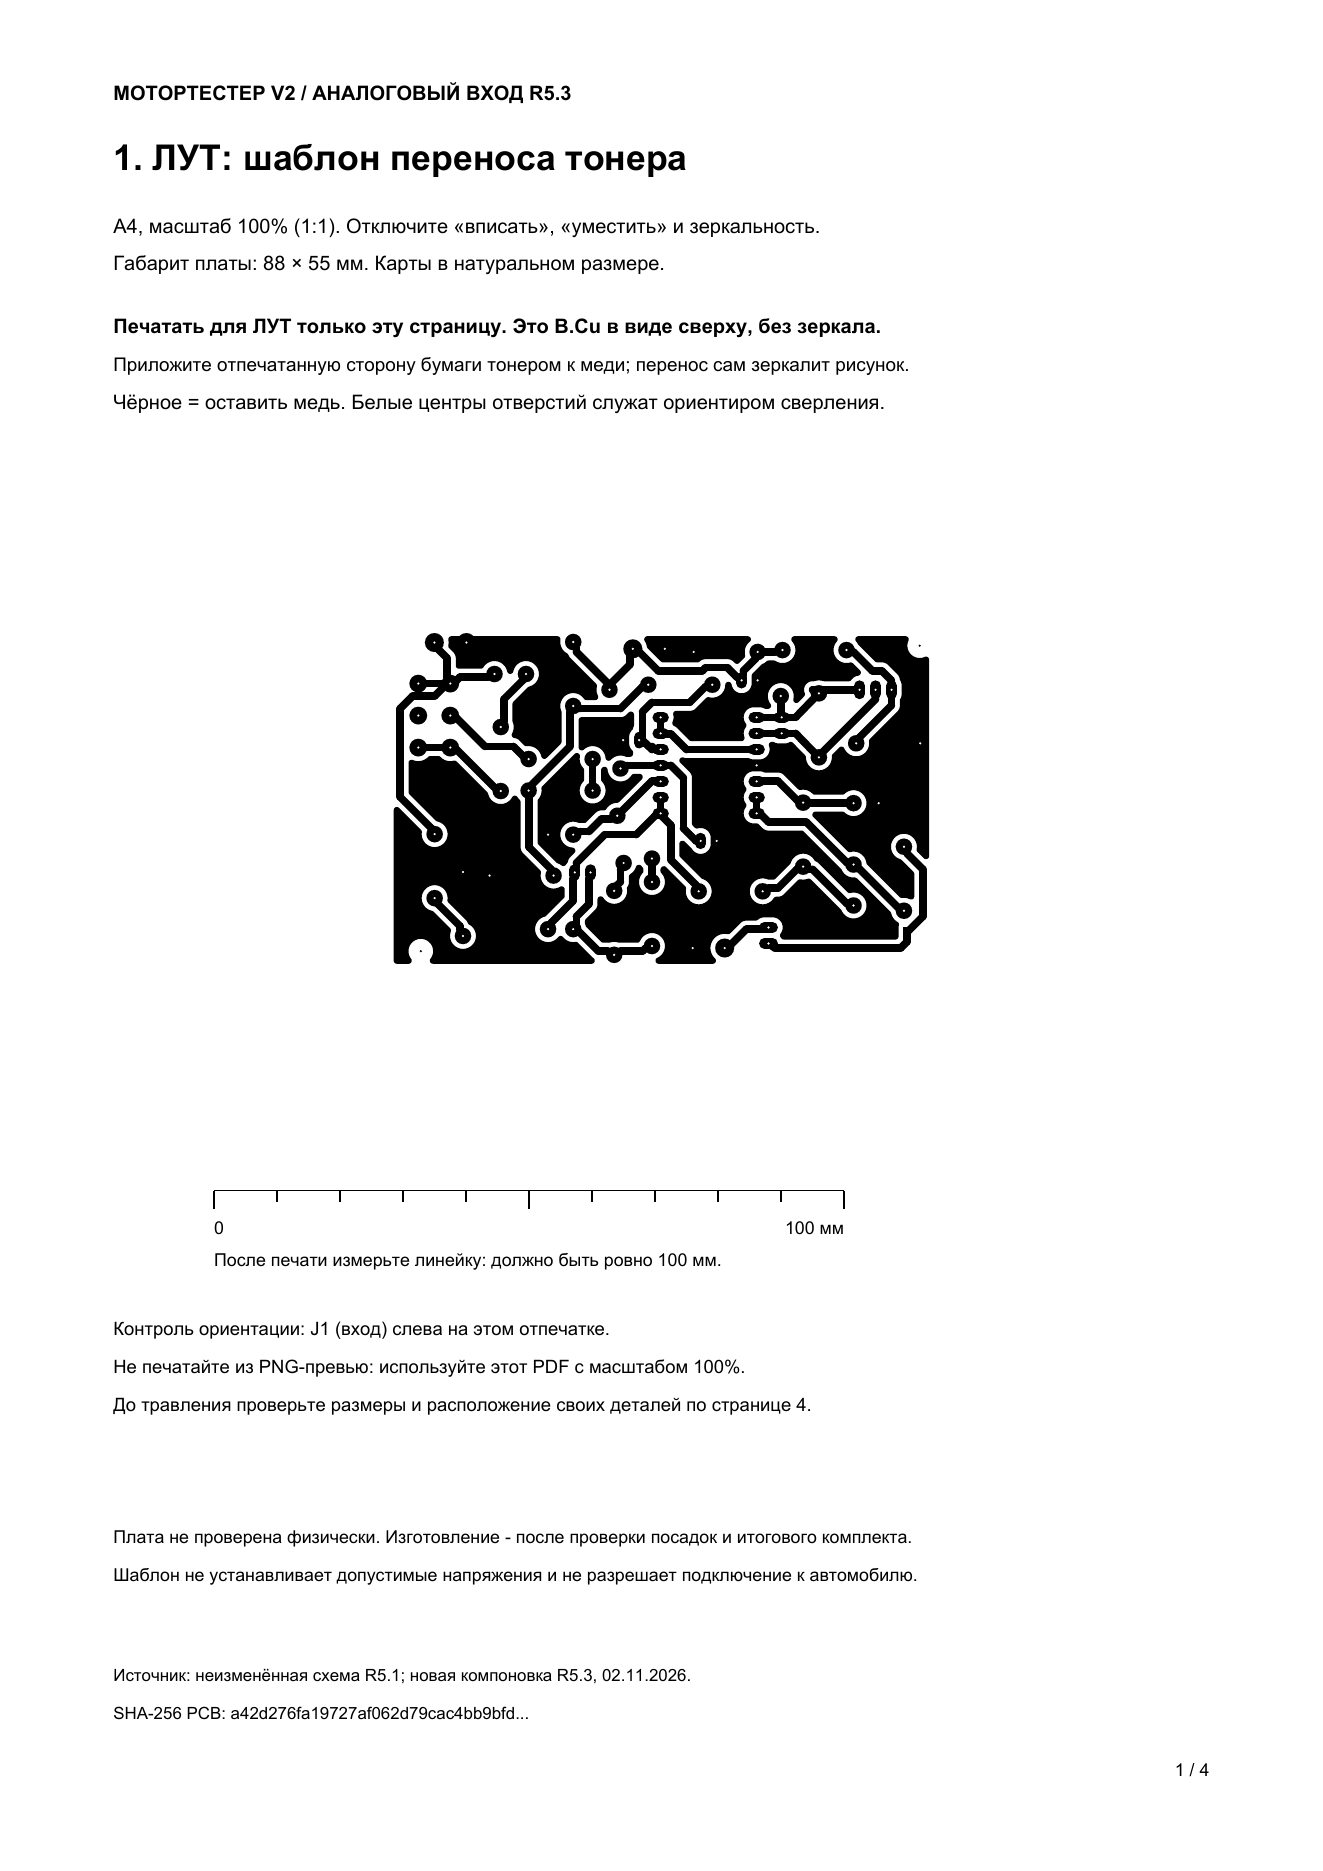 МОТОРТЕСТЕР V2 / АНАЛОГОВЫЙ ВХОД R5.3
1. ЛУТ: шаблон переноса тонера
A4, масштаб 100% (1:1). Отключите «вписать», «уместить» и зеркальность.
Габарит платы: 88 × 55 мм. Карты в натуральном размере.
Печатать для ЛУТ только эту страницу. Это B.Cu в виде сверху, без зеркала.
Приложите отпечатанную сторону бумаги тонером к меди; перенос сам зеркалит рисунок.
Чёрное = оставить медь. Белые центры отверстий служат ориентиром сверления.
0
100 мм
После печати измерьте линейку: должно быть ровно 100 мм.
Контроль ориентации: J1 (вход) слева на этом отпечатке.
Не печатайте из PNG-превью: используйте этот PDF с масштабом 100%.
До травления проверьте размеры и расположение своих деталей по странице 4.
Плата не проверена физически. Изготовление - после проверки посадок и итогового комплекта.
Шаблон не устанавливает допустимые напряжения и не разрешает подключение к автомобилю.
Источник: неизменённая схема R5.1; новая компоновка R5.3, 02.11.2026.
SHA-256 PCB: a42d276fa19727af062d79cac4bb9bfd...
1 / 4